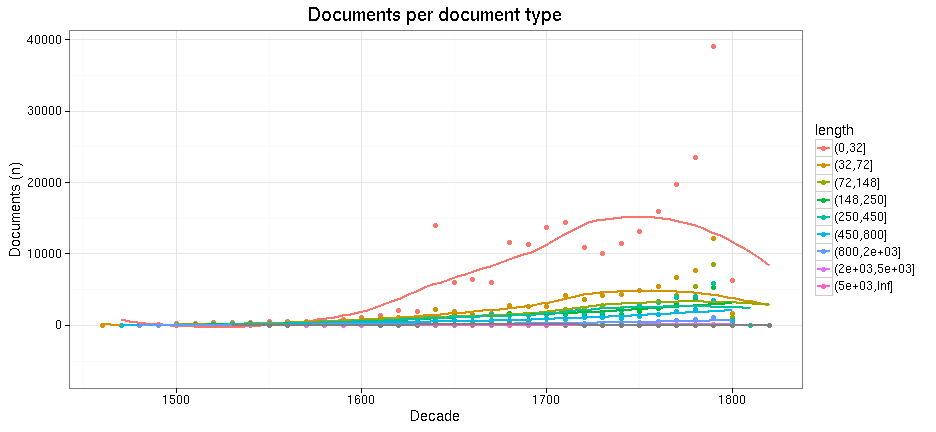 Documents per document type
40000
30000
20000
10000
0
Documents (n)
1500 1600 1700 1800
Decade
length
(0,32]
(32,72]
(72,148]
(148,250]
(250,450]
(450,800]
(800,2e+03]
(2e+03,5e+03]
(5e+03,Inf]